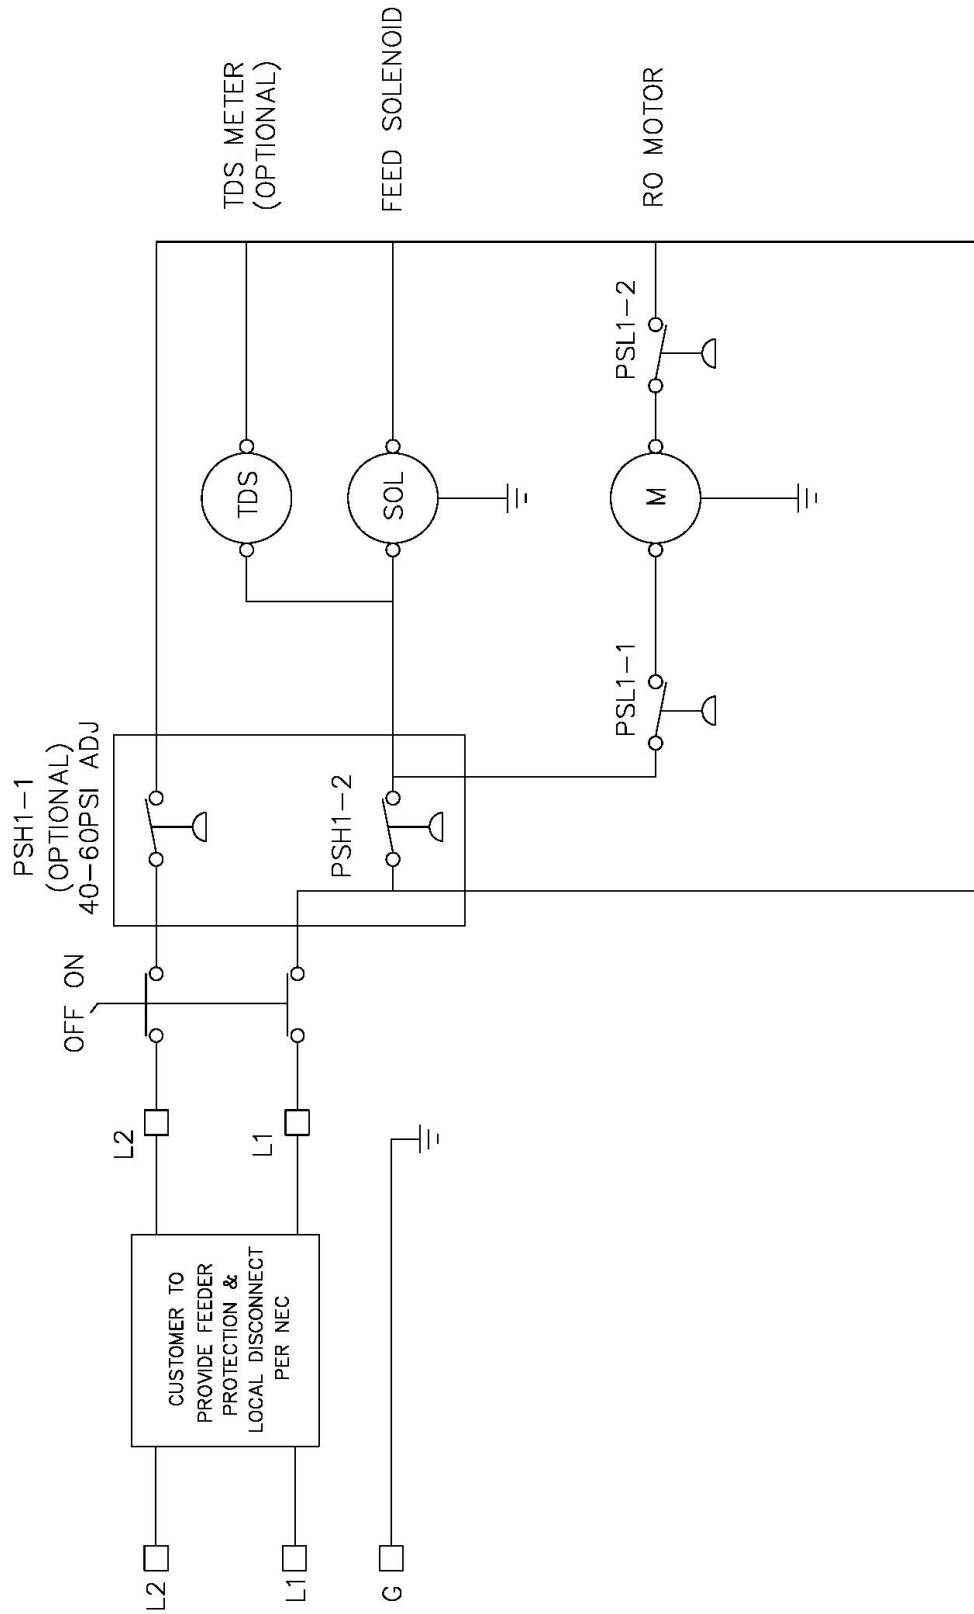 L2
L1
G
CUSTOMER TO
PROVIDE FEEDER
PROTECTION &
LOCAL DISCONNECT
PER NEC
L2
L1
OFF ON
PSH1-1
(OPTIONAL)
40-60PSI ADJ
PSH1-2
TDS
SOL
PSL1-1
M
PSL1-2
TDS METER
(OPTIONAL)
FEED SOLENOID
RO MOTOR